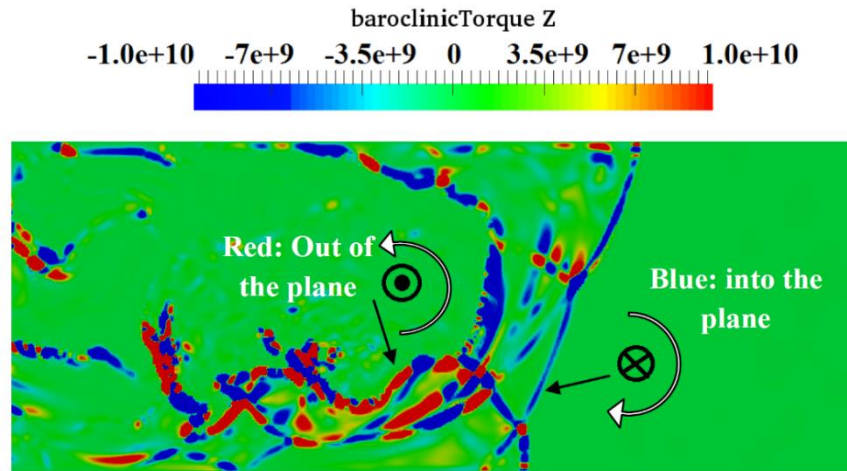 baroclinicTorque Z
-1.0e+10 -7e+9 -3.5e+9 0 3.5e+9 7e+9 1.0e+10
Red: Out of
the plane
Blue: into the
plane